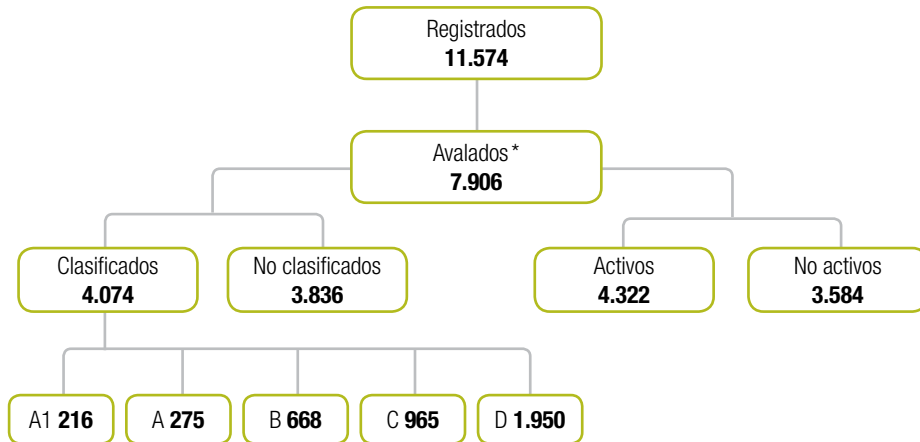 Registrados
11.574
Avalados*
7.906
Clasificados
4.074
No clasificados
3.836
Activos
4.322
No activos
3.584
A1 216
A 275
B 668
C 965
D 1.950